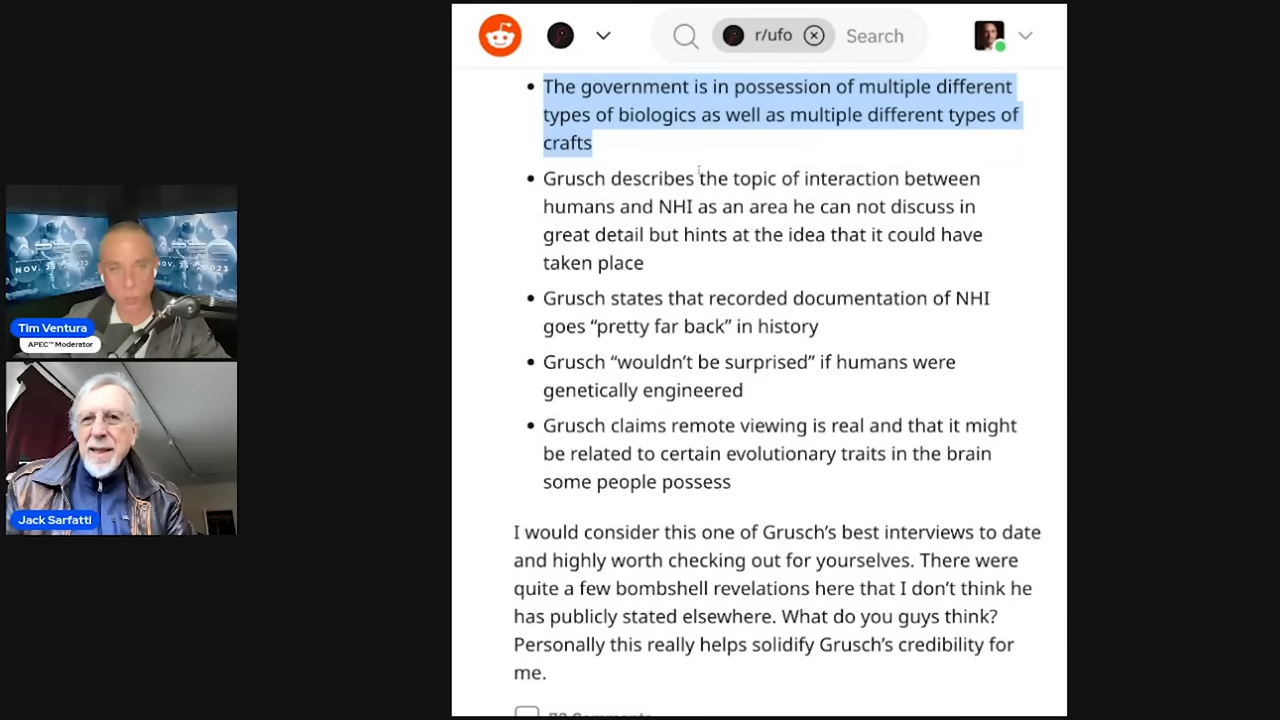 r/ufo
Search
The government is in possession of multiple different
types of biologics as well as multiple different types of
crafts
Grusch describes the topic of interaction between
humans and NHI as an area he can not discuss in
great detail but hints at the idea that it could have
taken place
Grusch states that recorded documentation of NHI
goes “pretty far back” in history
Grusch “wouldn’t be surprised” if humans were
genetically engineered
Grusch claims remote viewing is real and that it might
be related to certain evolutionary traits in the brain
some people possess
I would consider this one of Grusch’s best interviews to date
and highly worth checking out for yourselves. There were
quite a few bombshell revelations here that I don’t think he
has publicly stated elsewhere. What do you guys think?
Personally this really helps solidify Grusch’s credibility for
me.
Tim Ventura
APEC™ Moderator
Jack Sarfatti